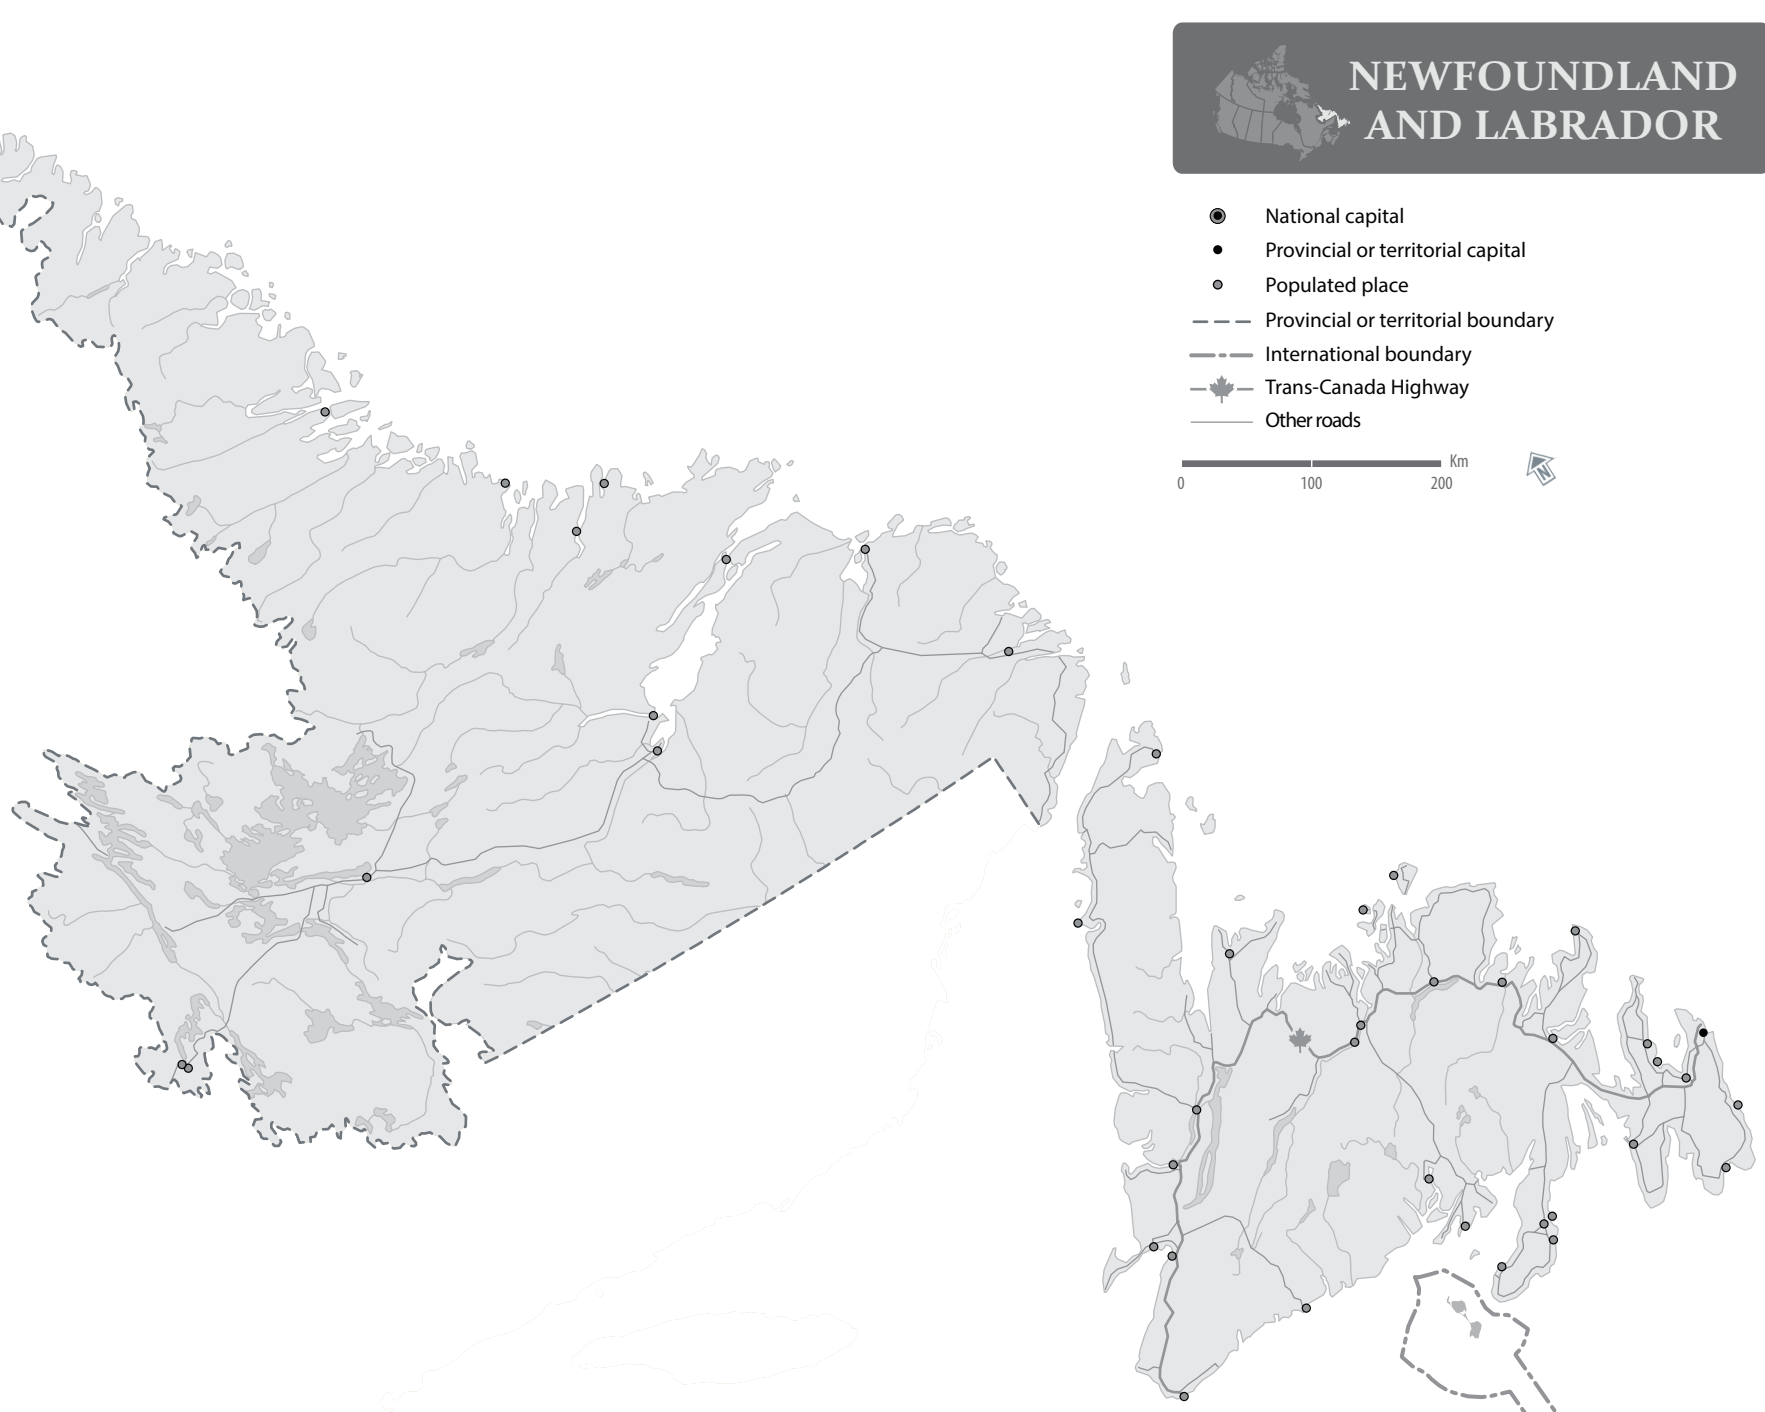 NEWFOUNDLAND
AND LABRADOR
National capital
Provincial or territorial capital
Populated place
Provincial or territorial boundary
International boundary
Trans-Canada Highway
Other roads
Km
0 100 200
N